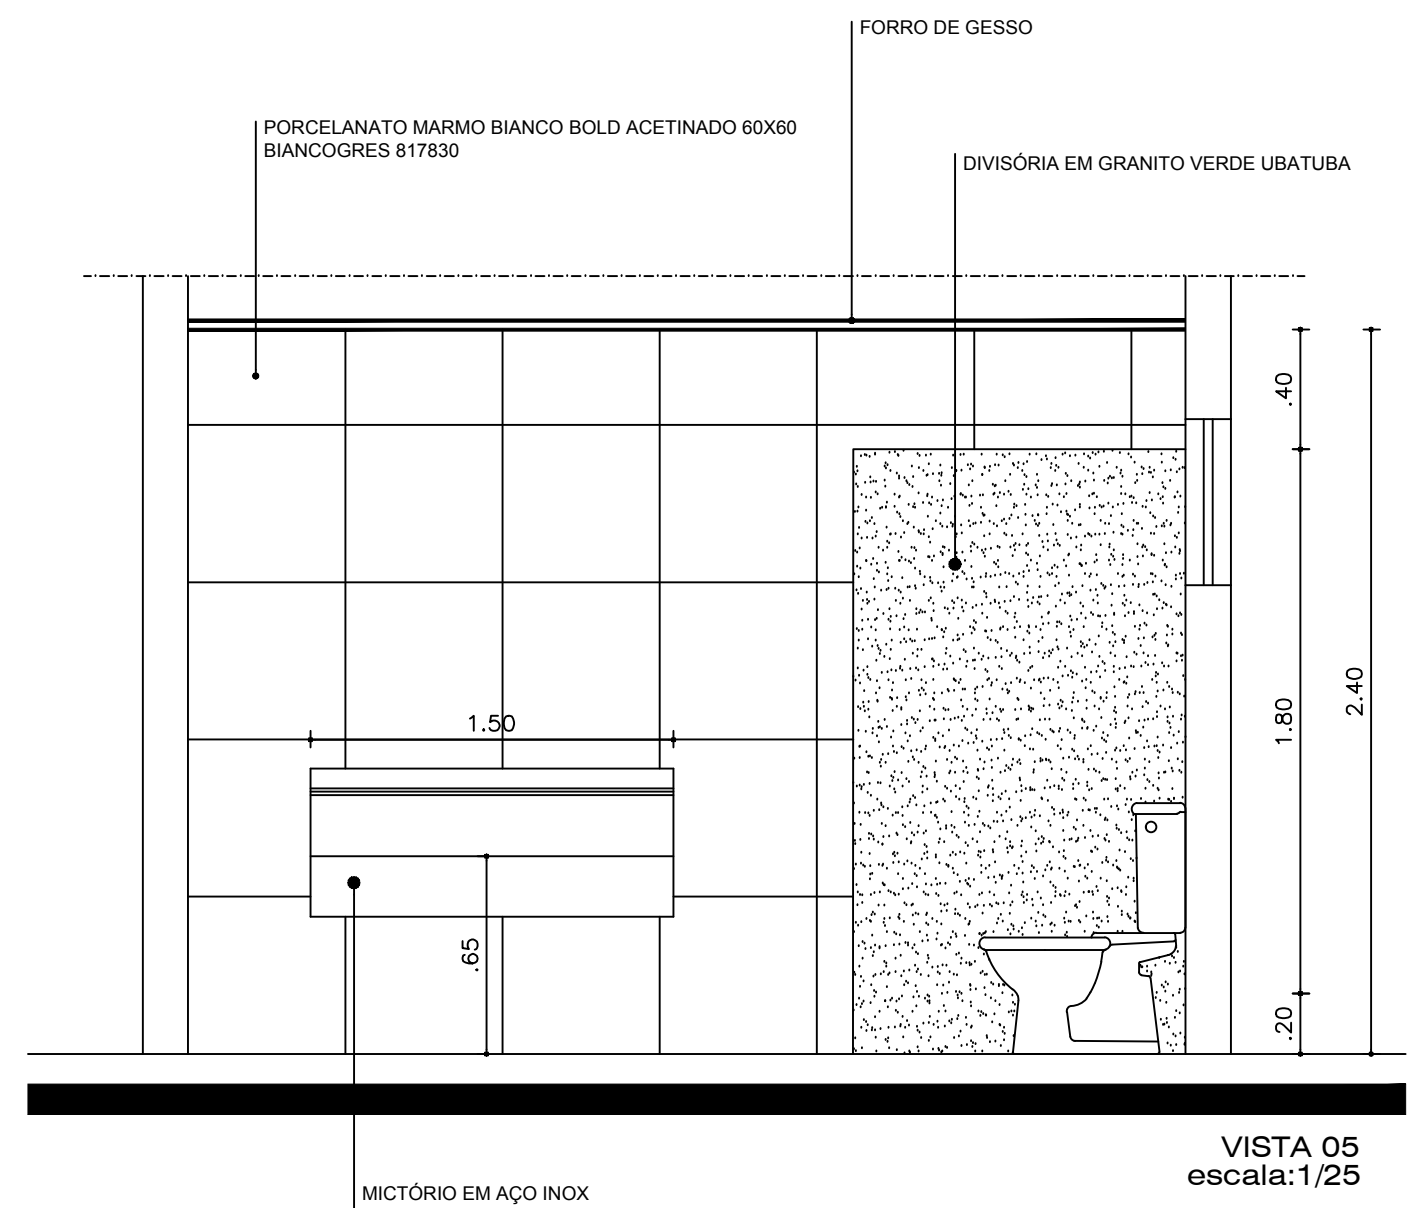 FORRO DE GESSO
PORCELANATO MARMO BIANCO BOLD ACETINADO 60X60
BIANCOGRES 817830
DIVISÓRIA EM GRANITO VERDE UBATUBA
.40
2.40
1.80
1.50
.65
.20
VISTA 05
escala:1/25
MICTÓRIO EM AÇO INOX